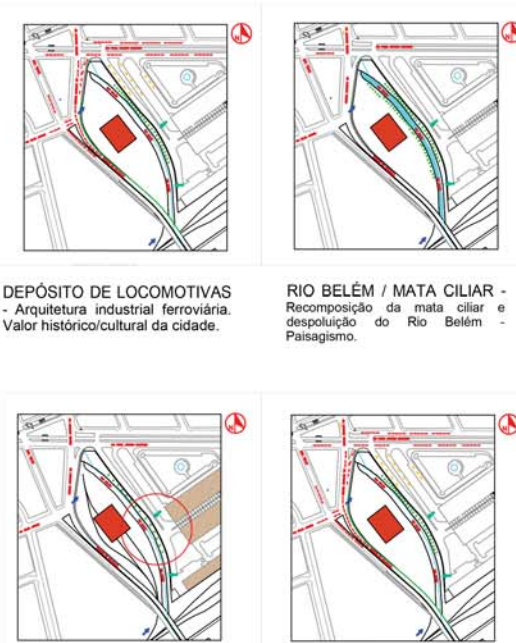 DEPÓSITO DE LOCOMOTIVAS
- Arquitetura industrial ferroviária.
Valor histórico/cultural da cidade.
RIO BELÉM / MATA CILIAR -
Recomposição da mata ciliar e
despoluição do Rio Belém -
Paisagismo.